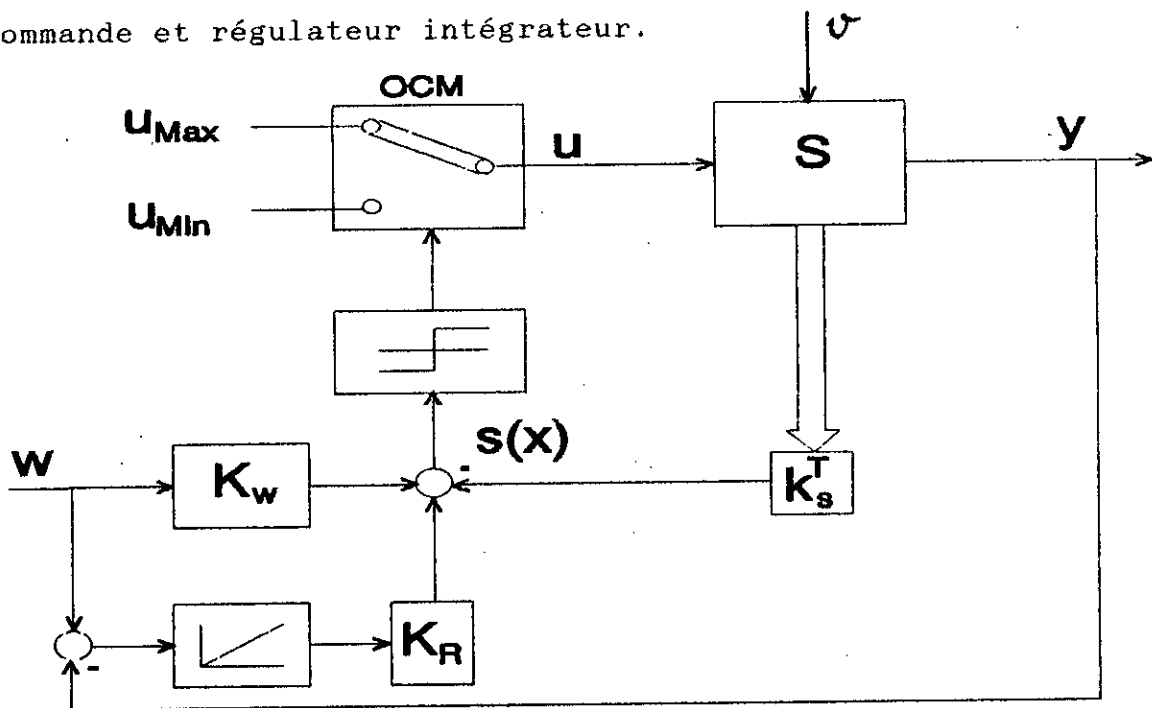 ommande et régulateur intégrateur.
v
OCM
uMax
u
S
y
uMin
s(x)
w
Kw
-
ksT
KR
-